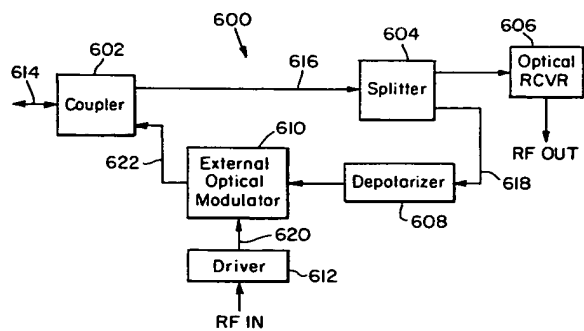 600
602
604
606
614
616
Coupler
Splitter
Optical
RCVR
610
622
External
Optical
Modulator
Depolarizer
608
618
RF OUT
620
Driver
612
RF IN